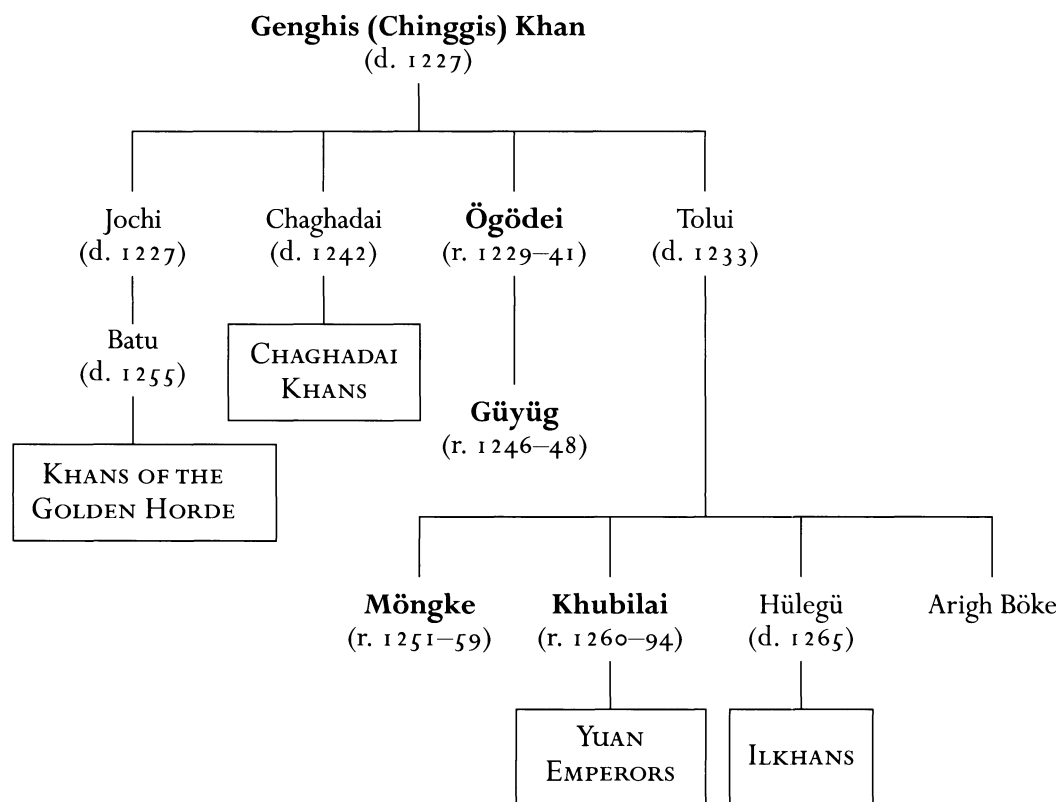 Genghis (Chinggis) Khan
(d. 1227)
Jochi
(d. 1227)
Chaghadai
(d. 1242)
Ögödei
(r. 1229–41)
Tolui
(d. 1233)
Batu
(d. 1255)
CHAGHADAI
KHANS
Güyüg
(r. 1246–48)
KHANS OF THE
GOLDEN HORDE
Möngke
(r. 1251–59)
Khubilai
(r. 1260–94)
Hülegü
(d. 1265)
Arigh Böke
YUAN
EMPERORS
ILKHANS